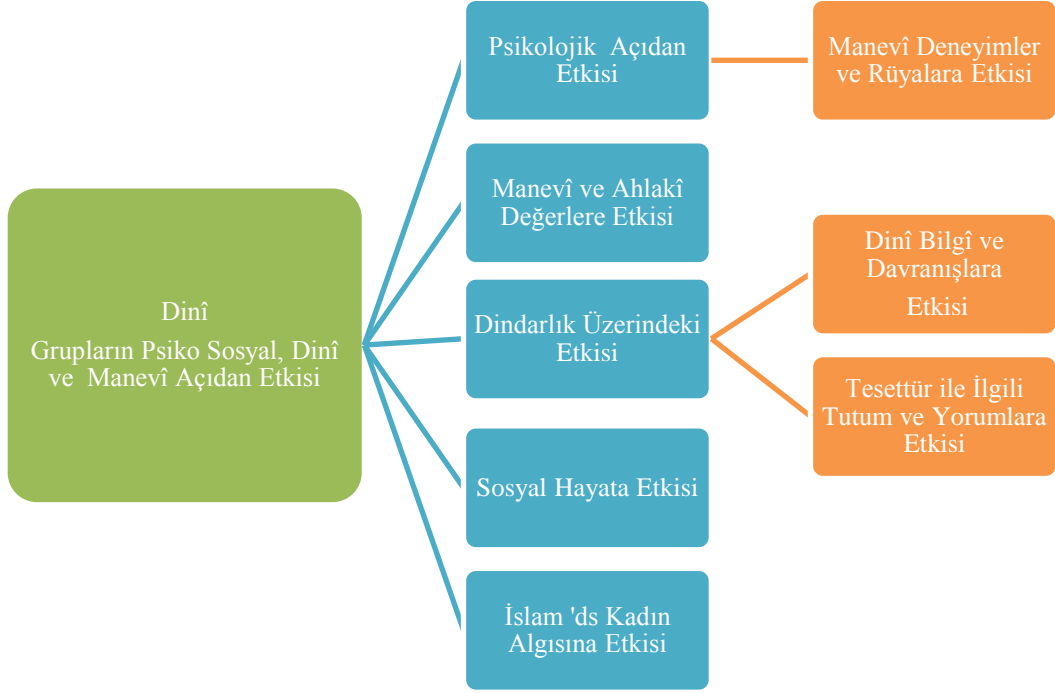 Dinî
Grupların Psiko Sosyal, Dinî
ve Manevî Açıdan Etkisi
Psikolojik Açıdan
Etkisi
Manevî Deneyimler
ve Rüyalara Etkisi
Manevî ve Ahlakî
Değerlere Etkisi
Dindarlık Üzerindeki
Etkisi
Dinî Bilgî ve
Davranışlara
Etkisi
Tesettür ile İlgili
Tutum ve Yorumlara
Etkisi
Sosyal Hayata Etkisi
İslam 'ds Kadın
Algısına Etkisi